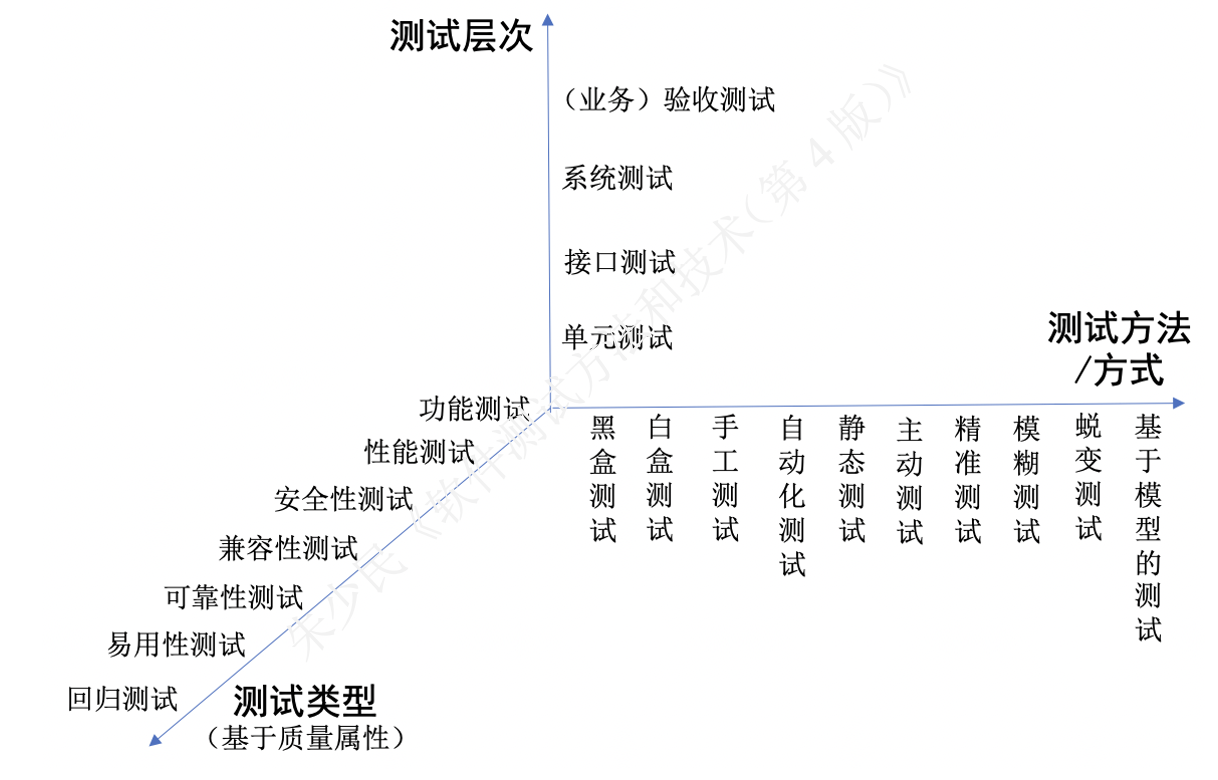 测试层次
（业务）验收测试
系统测试
接口测试
单元测试
测试方法
/方式
黑盒测试
白盒测试
手工测试
自动化测试
静态测试
主动测试
精准测试
模糊测试
蜕变测试
基于模型的测试
功能测试
性能测试
安全性测试
兼容性测试
可靠性测试
易用性测试
回归测试
测试类型
（基于质量属性）
朱少民《软件测试方法和技术（第4版）》